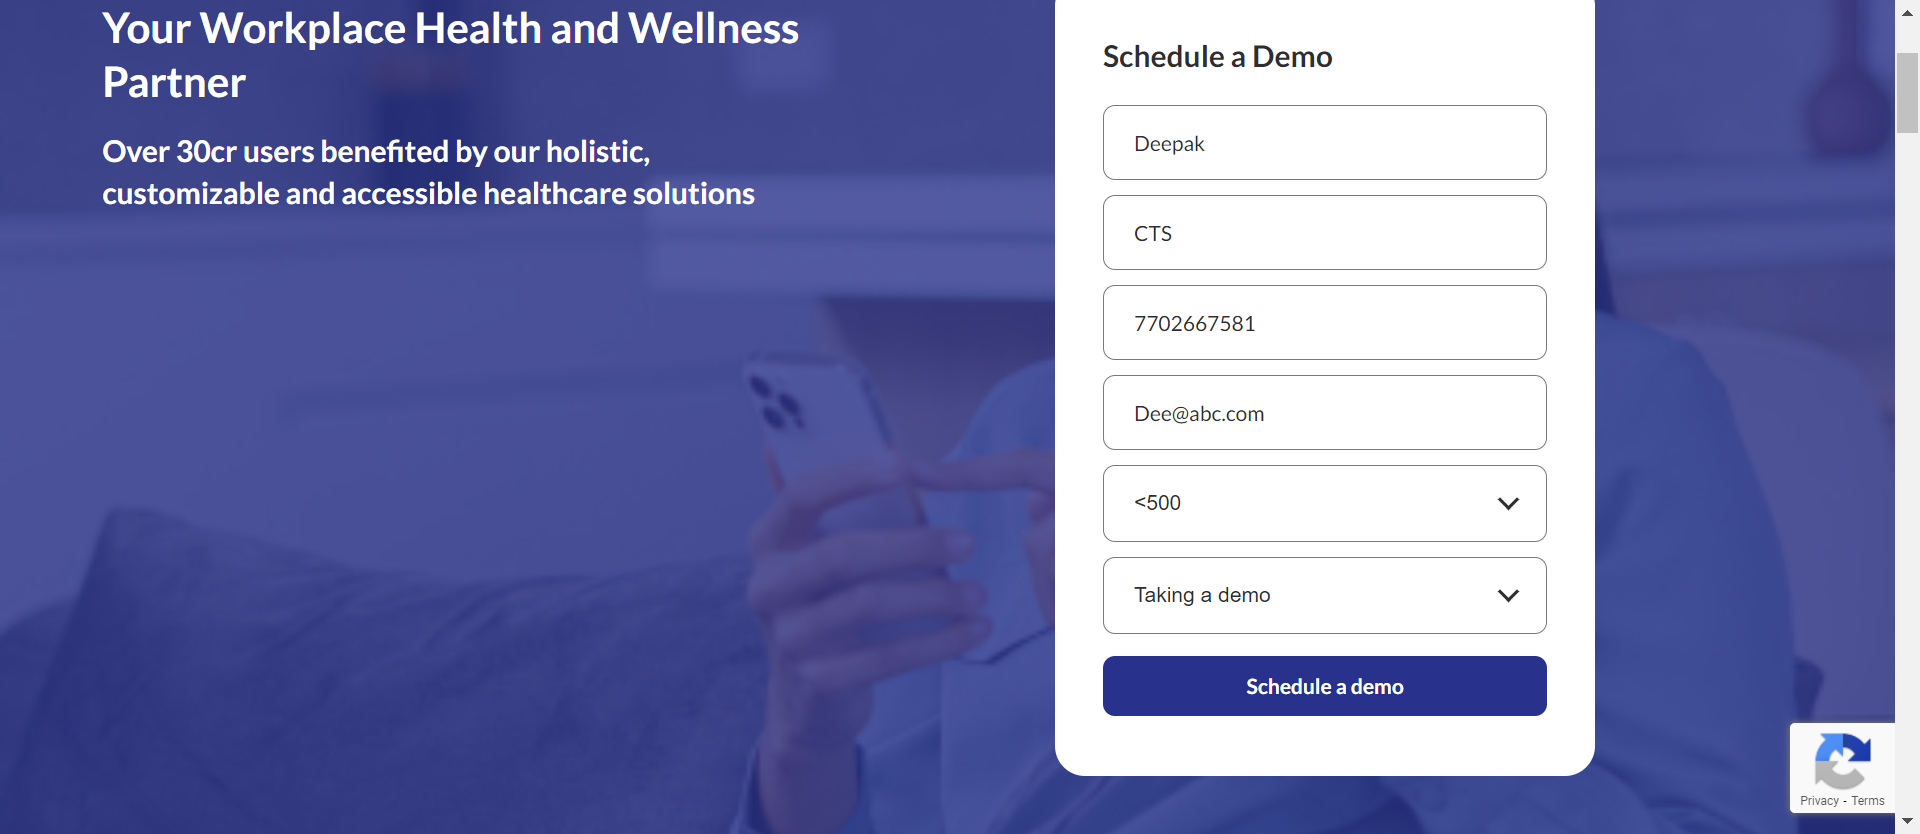 Your Workplace Health and Wellness
Partner
Over 30cr users benefited by our holistic,
customizable and accessible healthcare solutions
Schedule a Demo
Deepak
CTS
7702667581
Dee@abc.com
<500
Taking a demo
Schedule a demo
Privacy - Terms